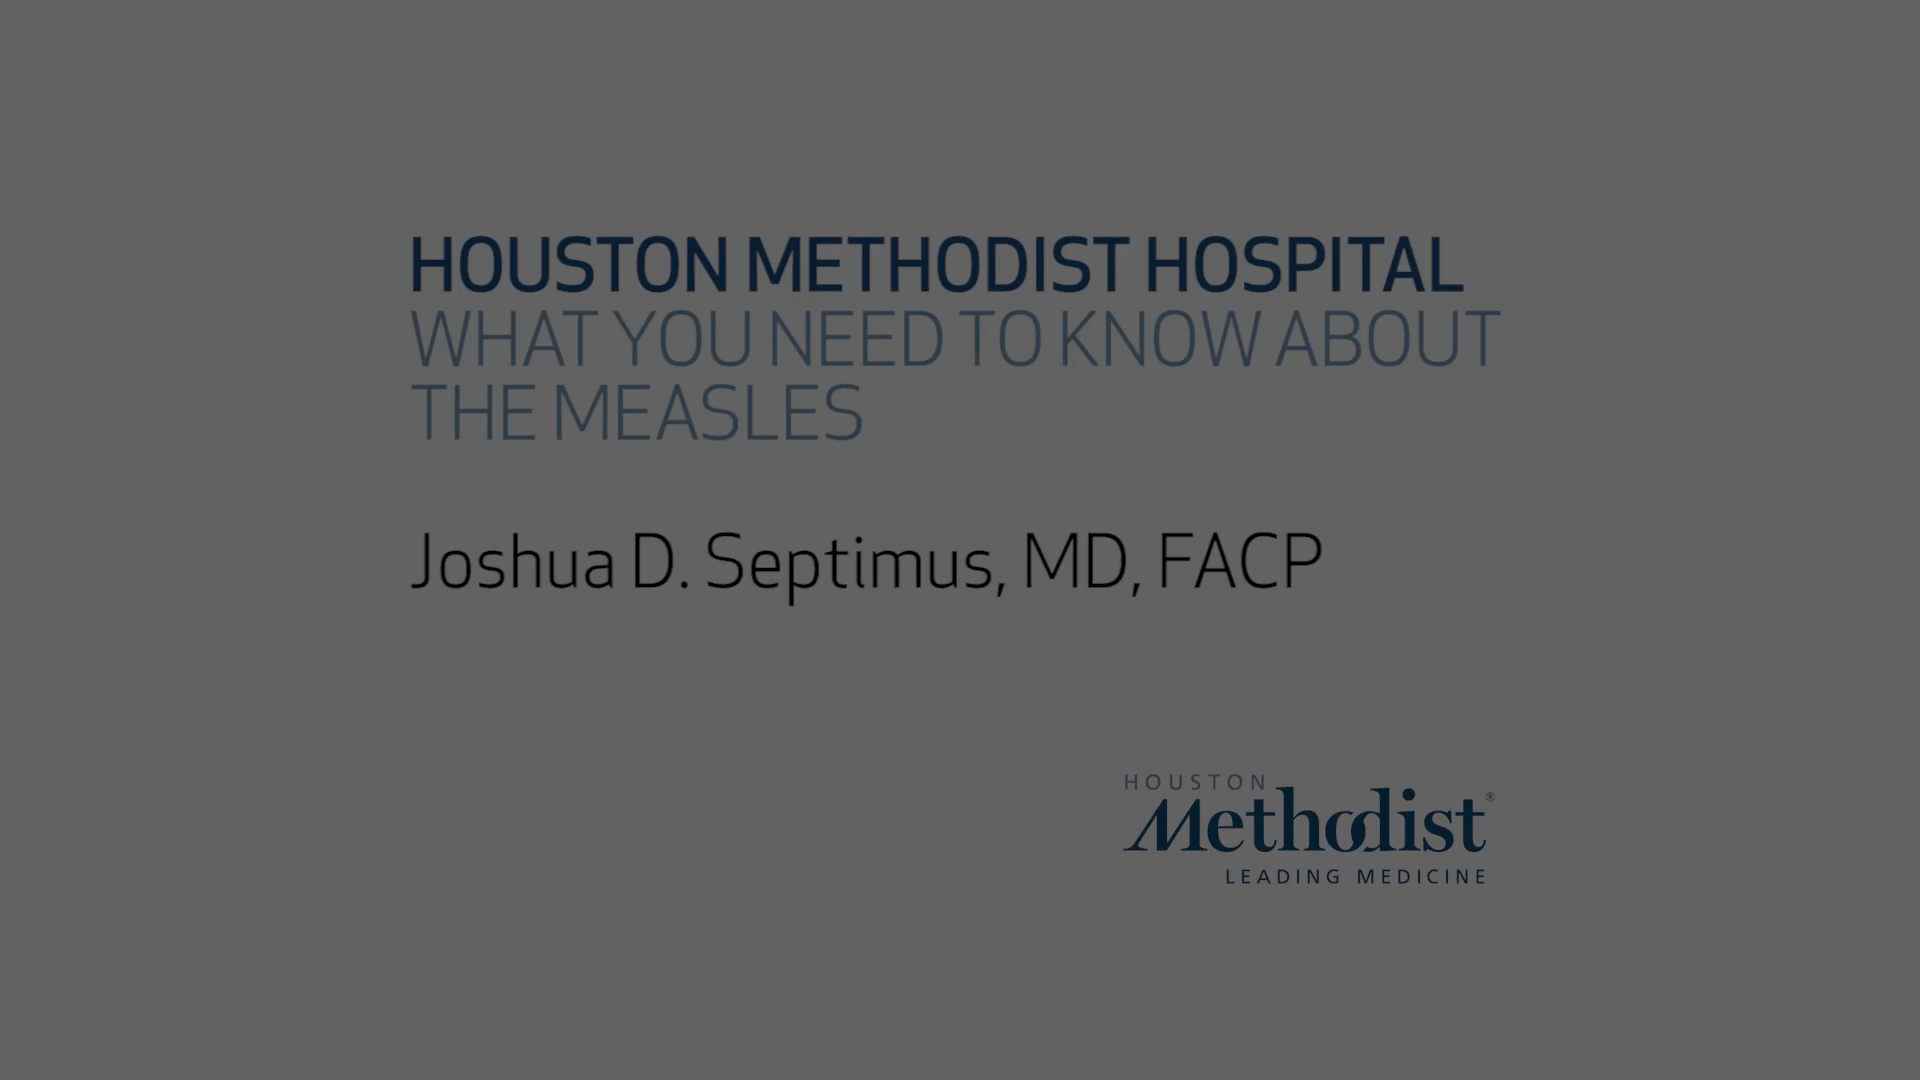 HOUSTON METHODIST HOSPITAL
WHAT YOU NEED TO KNOW ABOUT
THE MEASLES
Joshua D. Septimus, MD, FACP
HOUSTON
Methodist®
LEADING MEDICINE